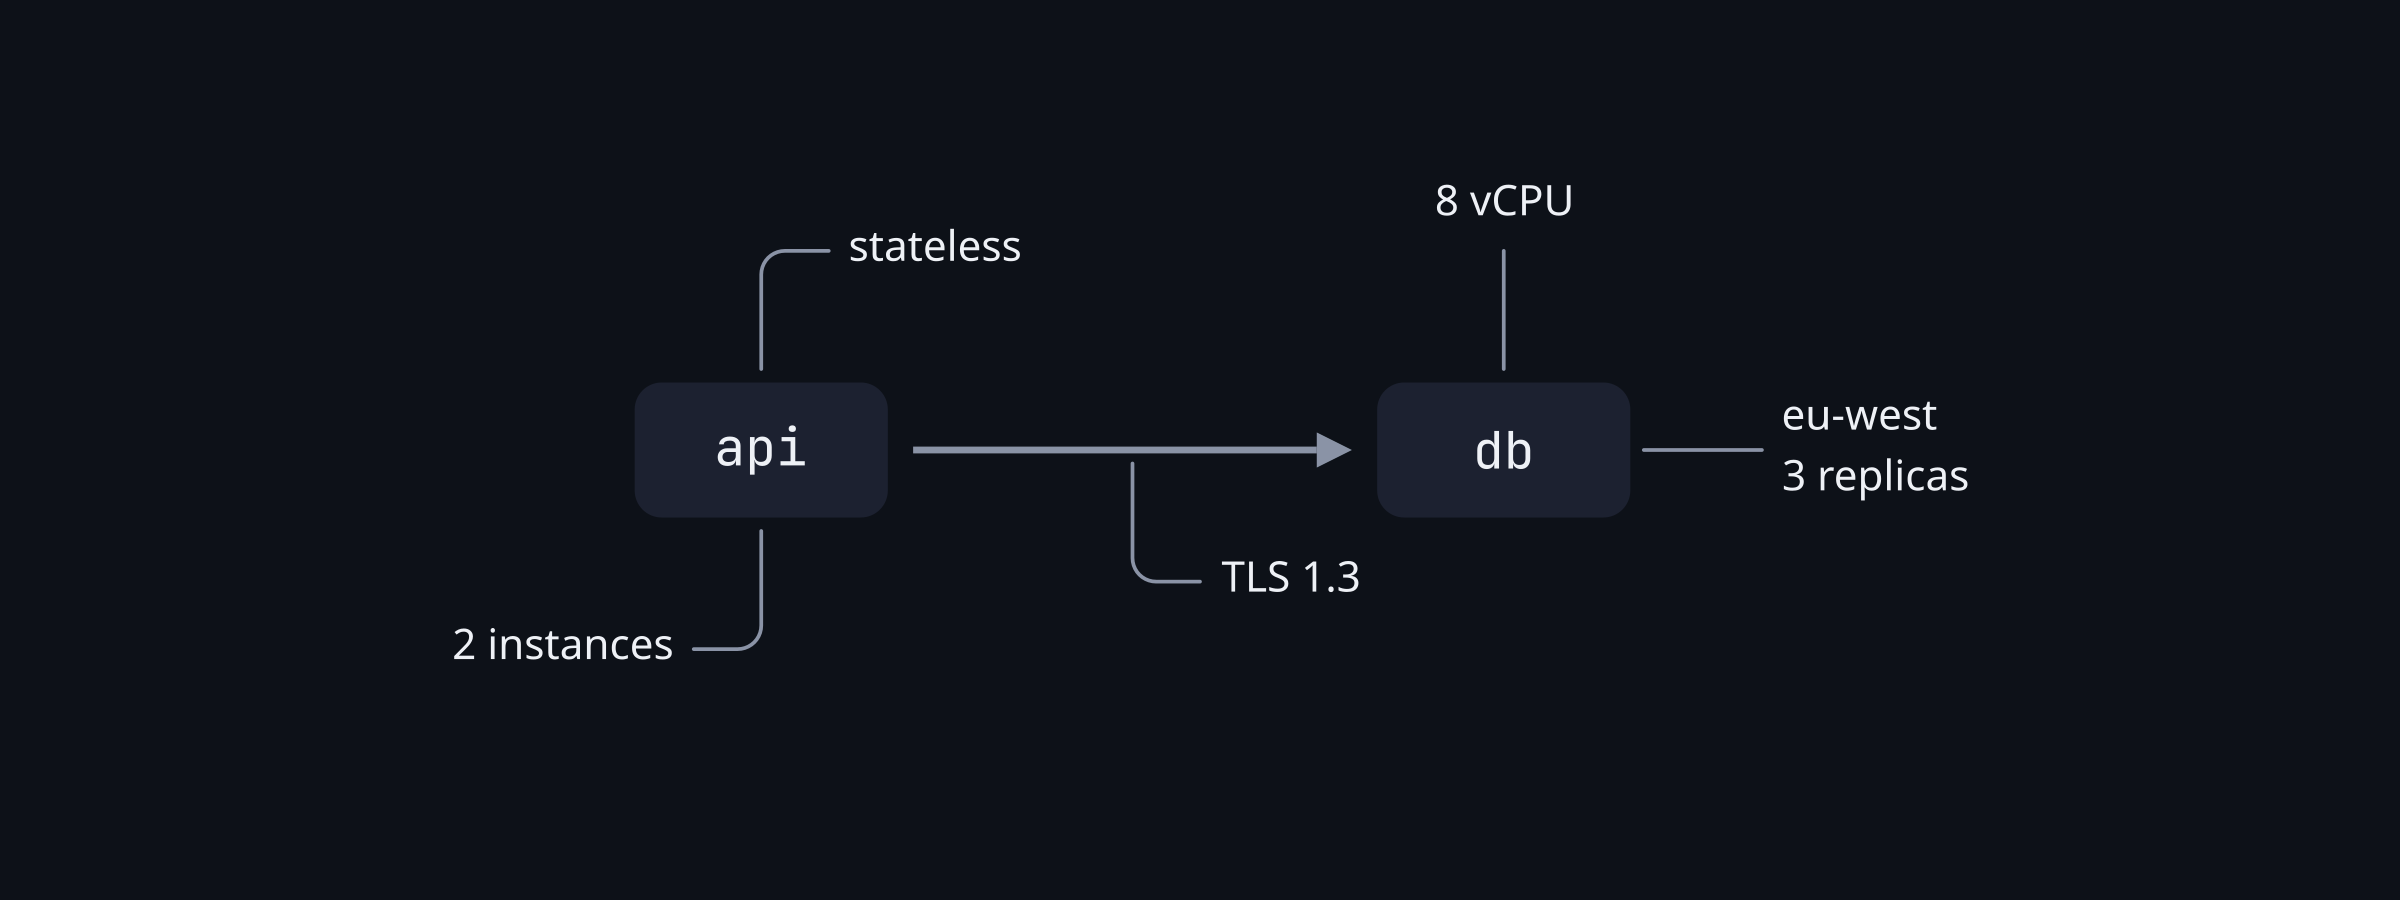 8 vCPU
stateless
api
db
eu-west
3 replicas
TLS 1.3
2 instances